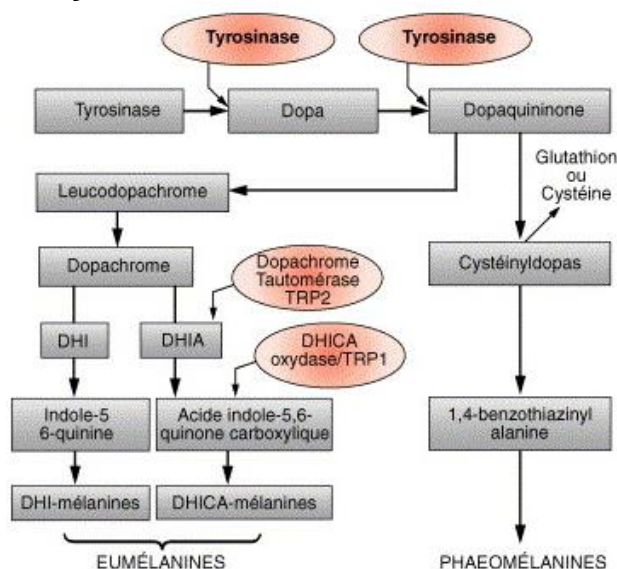 Tyrosinase
Tyrosinase
Tyrosinase
Dopa
Dopaquininone
Glutathion
ou
Cystéine
Leucodopachrome
Dopachrome
Dopachrome
Tautomérase
TRP2
Cystéinyldopas
DHI
DHIA
DHICA
oxydase/TRP1
Indole-5
6-quinine
Acide indole-5,6-
quinone carboxylique
1,4-benzothiazinyl
alanine
DHI-mélanines
DHICA-mélanines
EUMÉLANINES
PHAEOMÉLANINES